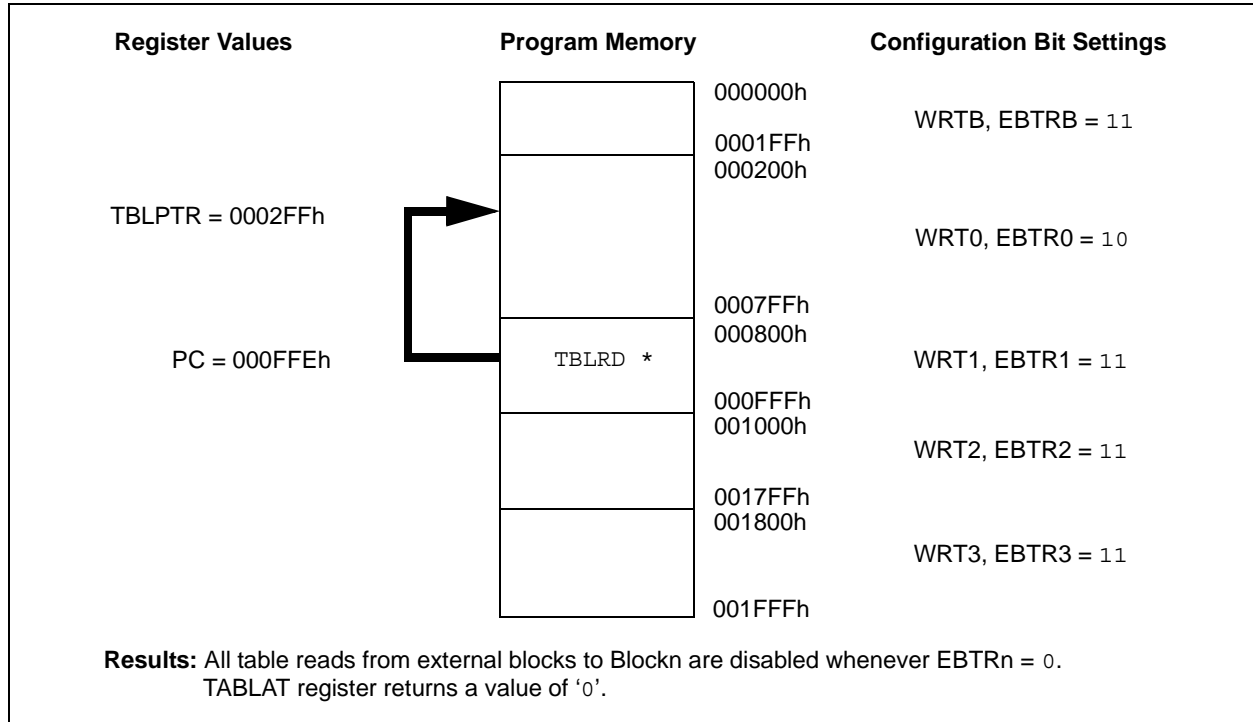 Register Values Program Memory Configuration Bit Settings
000000h
WRTB, EBTRB = 11
0001FFh
000200h
TBLPTR = 0002FFh
WRT0, EBTR0 = 10
0007FFh
000800h
PC = 000FFEh TBLRD * WRT1, EBTR1 = 11
000FFFh
001000h
WRT2, EBTR2 = 11
0017FFh
001800h
WRT3, EBTR3 = 11
001FFFh
Results: All table reads from external blocks to Blockn are disabled whenever EBTRn = 0.
TABLAT register returns a value of ‘0’.